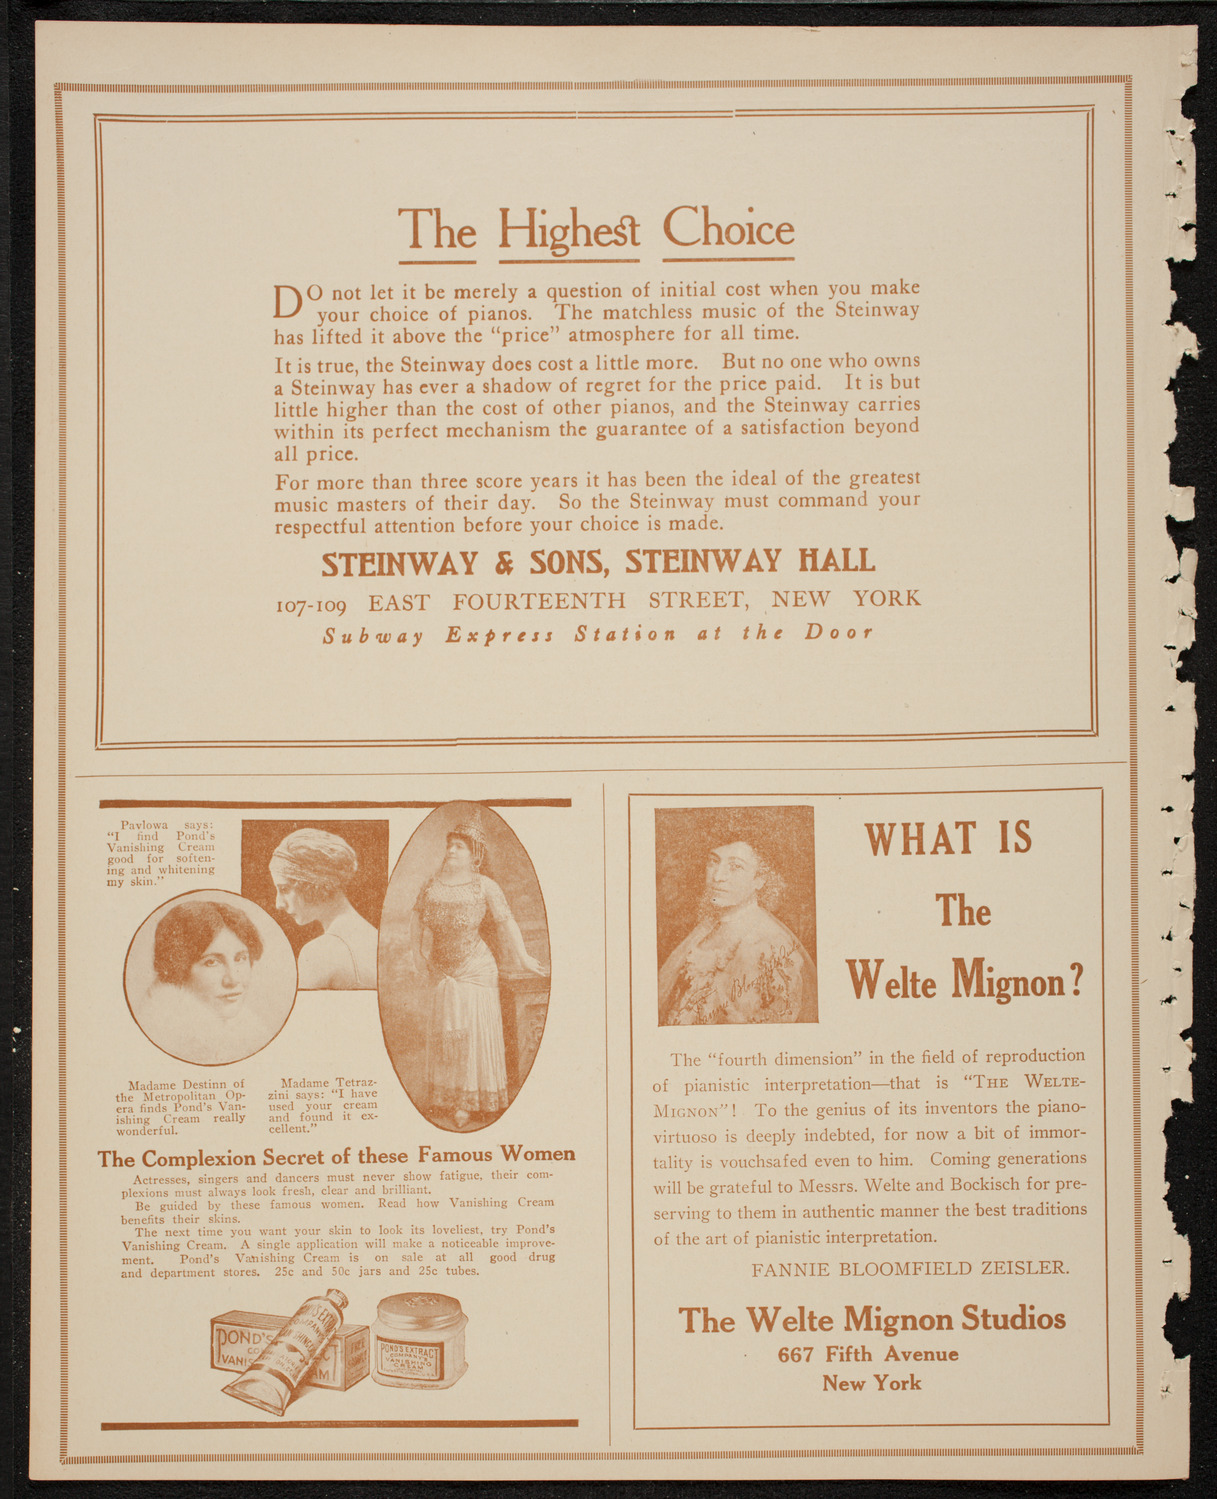 The Highest Choice
DO not let it be merely a question of initial cost when you make
your choice of pianos. The matchless music of the Steinway
has lifted it above the "price" atmosphere for all time.
It is true, the Steinway does cost a little more. But no one who owns
a Steinway has ever a shadow of regret for the price paid. It is but
little higher than the cost of other pianos, and the Steinway carries
within its perfect mechanism the guarantee of a satisfaction beyond
all price.
For more than three score years it has been the ideal of the greatest
music masters of their day. So the Steinway must command your
respectful attention before your choice is made.
STEINWAY & SONS, STEINWAY HALL
107-109 EAST FOURTEENTH STREET, NEW YORK
Subway Express Station at the Door
Pavlowa says:
"I find Pond's
Vanishing Cream
good for soften-
ing and whitening
my skin."
Madame Destinn of
the Metropolitan Op-
era finds Pond's Van-
ishing Cream really
wonderful.
Madame Tetraz-
zini says: "I have
used your cream
and found it ex-
cellent."
The Complexion Secret of these Famous Women
Actresses, singers and dancers must never show fatigue, their com-
plexions must always look fresh, clear and brilliant.
Be guided by these famous women. Read how Vanishing Cream
benefits their skins.
The next time you want your skin to look its loveliest, try Pond's
Vanishing Cream. A single application will make a noticeable improve-
ment. Pond's Vanishing Cream is on sale at all good drug
and department stores. 25c and 50c jars and 25c tubes.
POND'S
VANIS
AM
POND'S EXTRACT
COMPANY'S
VANISHING
CREAM
WHAT IS
The
Welte Mignon?
The "fourth dimension" in the field of reproduction
of pianistic interpretation—that is "THE WELTE-
MIGNON"! To the genius of its inventors the piano-
virtuoso is deeply indebted, for now a bit of immor-
tality is vouchsafed even to him. Coming generations
will be grateful to Messrs. Welte and Bockisch for pre-
serving to them in authentic manner the best traditions
of the art of pianistic interpretation.
FANNIE BLOOMFIELD ZEISLER.
The Welte Mignon Studios
667 Fifth Avenue
New York